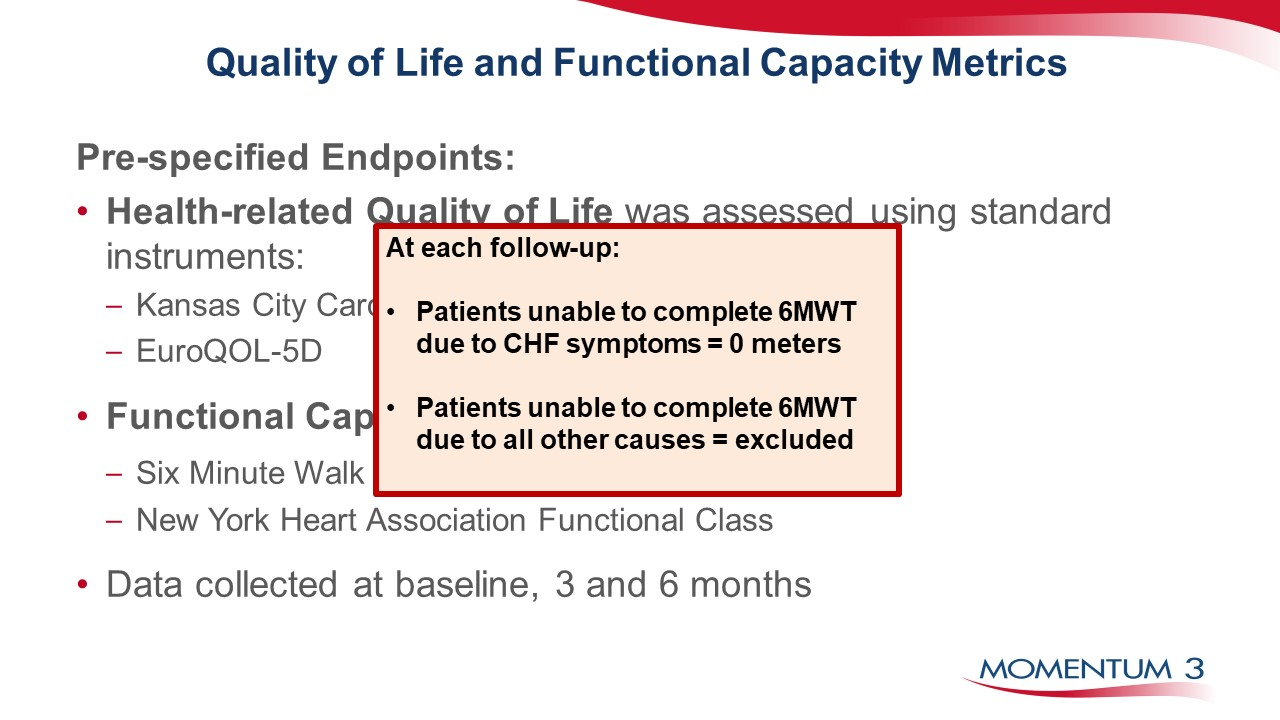 Quality of Life and Functional Capacity Metrics
Pre-specified Endpoints:
• Health-related Quality of Life was assessed using standard
instruments:
– Kansas City
– EuroQOL-5D
• Functional
– Six Minute Walk
– New York Heart Association Functional Class
• Data collected at baseline, 3 and 6 months
At each follow-up:
• Patients unable to complete 6MWT
due to CHF symptoms = 0 meters
• Patients unable to complete 6MWT
due to all other causes = excluded
MOMENTUM 3